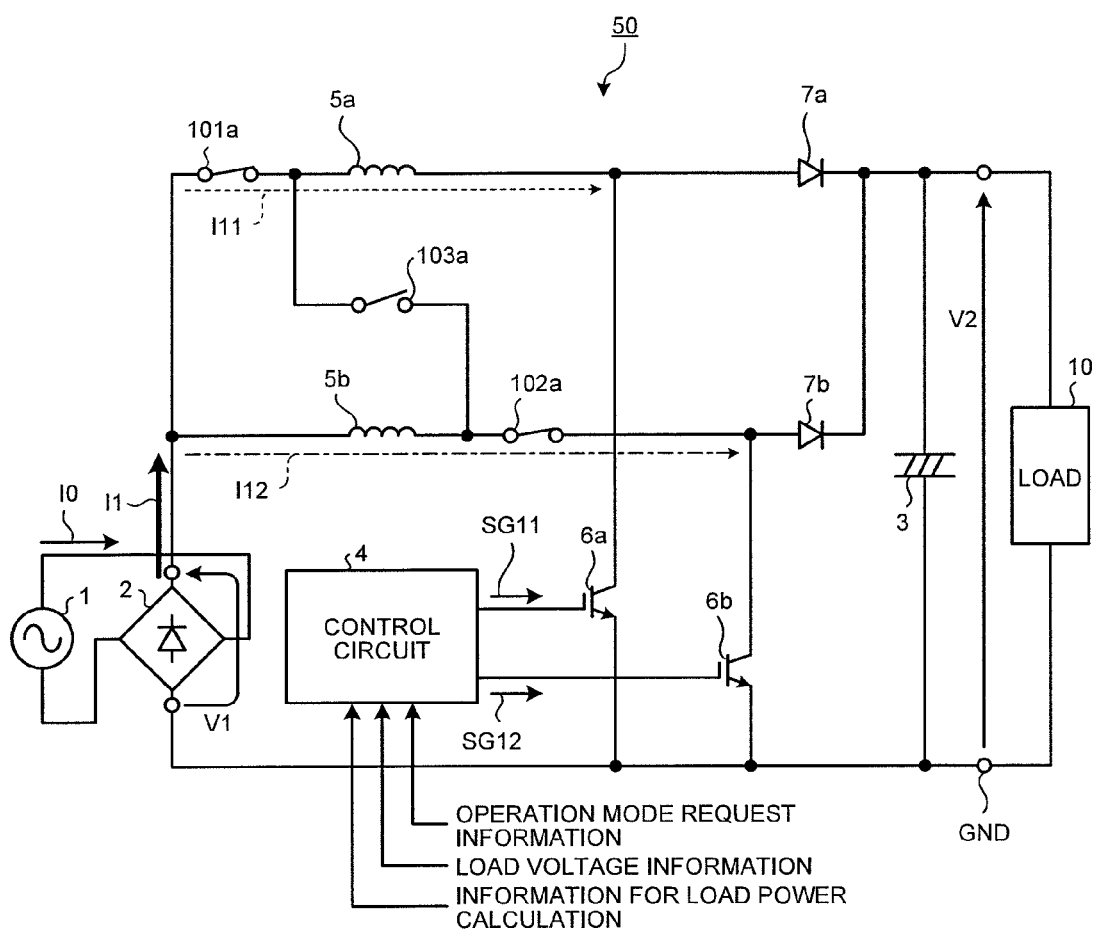 50
5a
7a
101a
I11
103a
V2
5b
102a
7b
10
LOAD
I12
3
I0
I1
SG11
6a
4
1
2
CONTROL
CIRCUIT
6b
V1
SG12
OPERATION MODE REQUEST
INFORMATION
GND
LOAD VOLTAGE INFORMATION
INFORMATION FOR LOAD POWER
CALCULATION